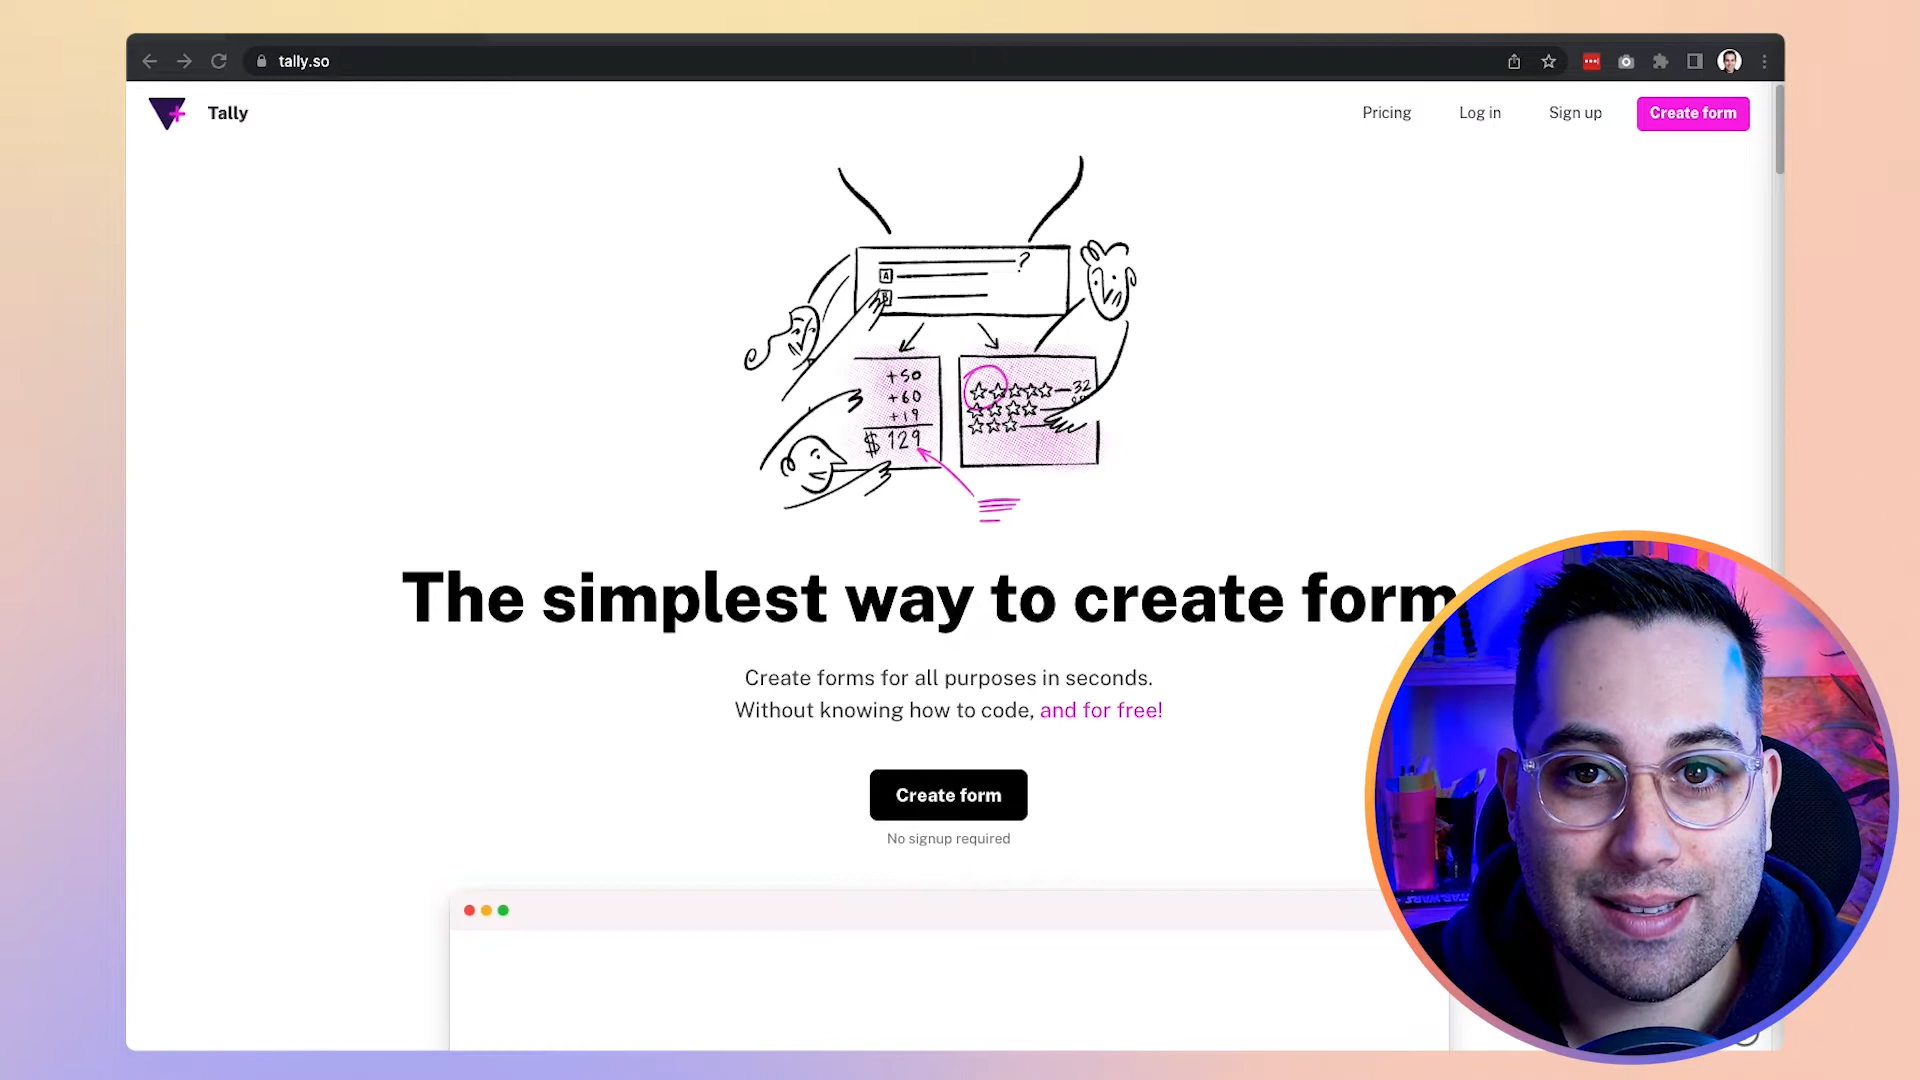 tally.so
Tally
Pricing
Log in
Sign up
Create form
?
A
B
+50
+60
+19
$129
32
The simplest way to create form
Create forms for all purposes in seconds.
Without knowing how to code, and for free!
Create form
No signup required
STAR WARS